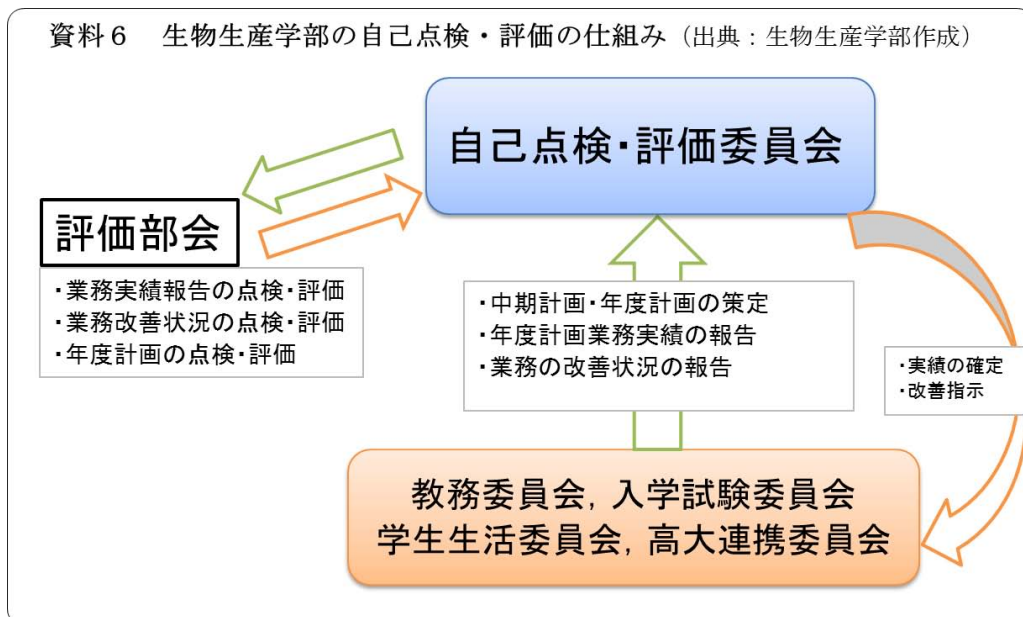 資料6 生物生産学部の自己点検・評価の仕組み（出典：生物生産学部作成）
自己点検・評価委員会
評価部会
・業務実績報告の点検・評価
・業務改善状況の点検・評価
・年度計画の点検・評価
・中期計画・年度計画の策定
・年度計画業務実績の報告
・業務の改善状況の報告
・実績の確定
・改善指示
教務委員会, 入学試験委員会
学生生活委員会, 高大連携委員会